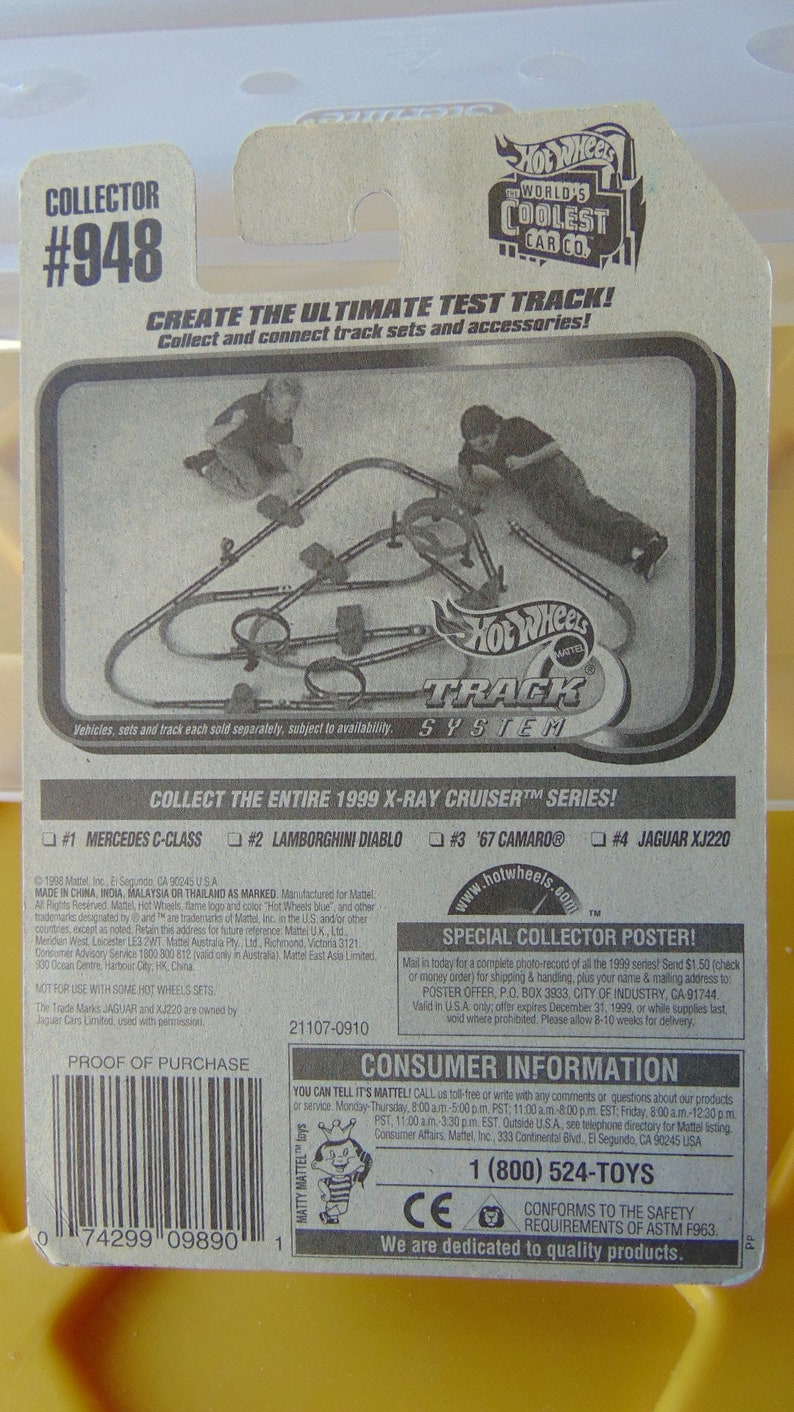 Sterilite
COLLECTOR
#948
HOT WHEELS
THE WORLD'S
COOLEST
CAR CO.
CREATE THE ULTIMATE TEST TRACK!
Collect and connect track sets and accessories!
HOT WHEELS
MATTEL
TRACK®
SYSTEM
Vehicles, sets and track each sold separately, subject to availability.
COLLECT THE ENTIRE 1999 X-RAY CRUISER™ SERIES!
❏ #1 MERCEDES C-CLASS ❏ #2 LAMBORGHINI DIABLO ❏ #3 '67 CAMARO® ❏ #4 JAGUAR XJ220
© 1998 Mattel, Inc., El Segundo, CA 90245 U.S.A.
MADE IN CHINA, INDIA, MALAYSIA OR THAILAND AS MARKED. Manufactured for Mattel.
All Rights Reserved. Mattel, Hot Wheels, flame logo and color "Hot Wheels blue", and other
trademarks designated by ® and ™ are trademarks of Mattel, Inc. in the U.S. and/or other
countries, except as noted. Retain this address for future reference: Mattel U.K., Ltd.,
Meridian West, Leicester LE3 2WT. Mattel Australia Pty., Ltd., Richmond, Victoria 3121.
Consumer Advisory Service 1800 800 812 (valid only in Australia). Mattel East Asia Limited,
930 Ocean Centre, Harbour City, HK, China.
NOT FOR USE WITH SOME HOT WHEELS SETS.
The Trade Marks JAGUAR and XJ220 are owned by
Jaguar Cars Limited, used with permission.
21107-0910
www.hotwheels.com ™
SPECIAL COLLECTOR POSTER!
Mail in today for a complete photo-record of all the 1999 series! Send $1.50 (check
or money order) for shipping & handling, plus your name & mailing address to:
POSTER OFFER, P.O. BOX 3933, CITY OF INDUSTRY, CA 91744.
Valid in U.S.A. only; offer expires December 31, 1999, or while supplies last,
void where prohibited. Please allow 8-10 weeks for delivery.
PROOF OF PURCHASE
0 74299 09890 1
CONSUMER INFORMATION
YOU CAN TELL IT'S MATTEL! CALL us toll-free or write with any comments or questions about our products
or service. Monday-Thursday, 8:00 a.m.-5:00 p.m. PST; 11:00 a.m.-8:00 p.m. EST; Friday, 8:00 a.m.-12:30 p.m.
PST, 11:00 a.m.-3:30 p.m. EST. Outside U.S.A., see telephone directory for Mattel listing.
Consumer Affairs, Mattel, Inc., 333 Continental Blvd., El Segundo, CA 90245 USA
MATTY MATTEL™ toys
1 (800) 524-TOYS
CE
CONFORMS TO THE SAFETY
REQUIREMENTS OF ASTM F963.
We are dedicated to quality products.
PP